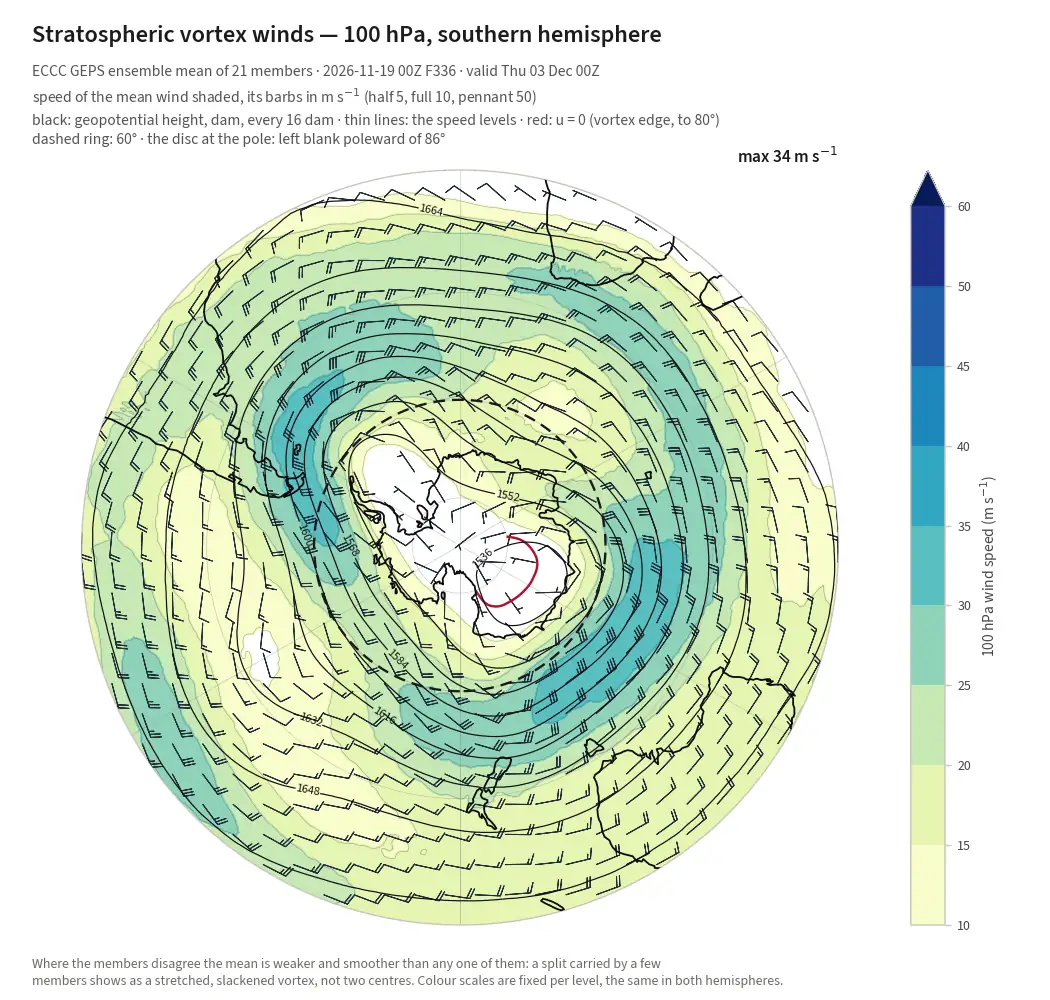 Stratospheric vortex winds — 100 hPa, southern hemisphere
ECCC GEPS ensemble mean of 21 members · 2026-11-19 00Z F336 · valid Thu 03 Dec 00Z
speed of the mean wind shaded, its barbs in m s⁻¹ (half 5, full 10, pennant 50)
black: geopotential height, dam, every 16 dam · thin lines: the speed levels · red: u = 0 (vortex edge, to 80°)
dashed ring: 60° · the disc at the pole: left blank poleward of 86°
max 34 m s⁻¹
1664
1552
1600
1568
1536
1584
1616
1632
1648
60
50
45
40
35
30
25
20
15
10
100 hPa wind speed (m s⁻¹)
Where the members disagree the mean is weaker and smoother than any one of them: a split carried by a few
members shows as a stretched, slackened vortex, not two centres. Colour scales are fixed per level, the same in both hemispheres.